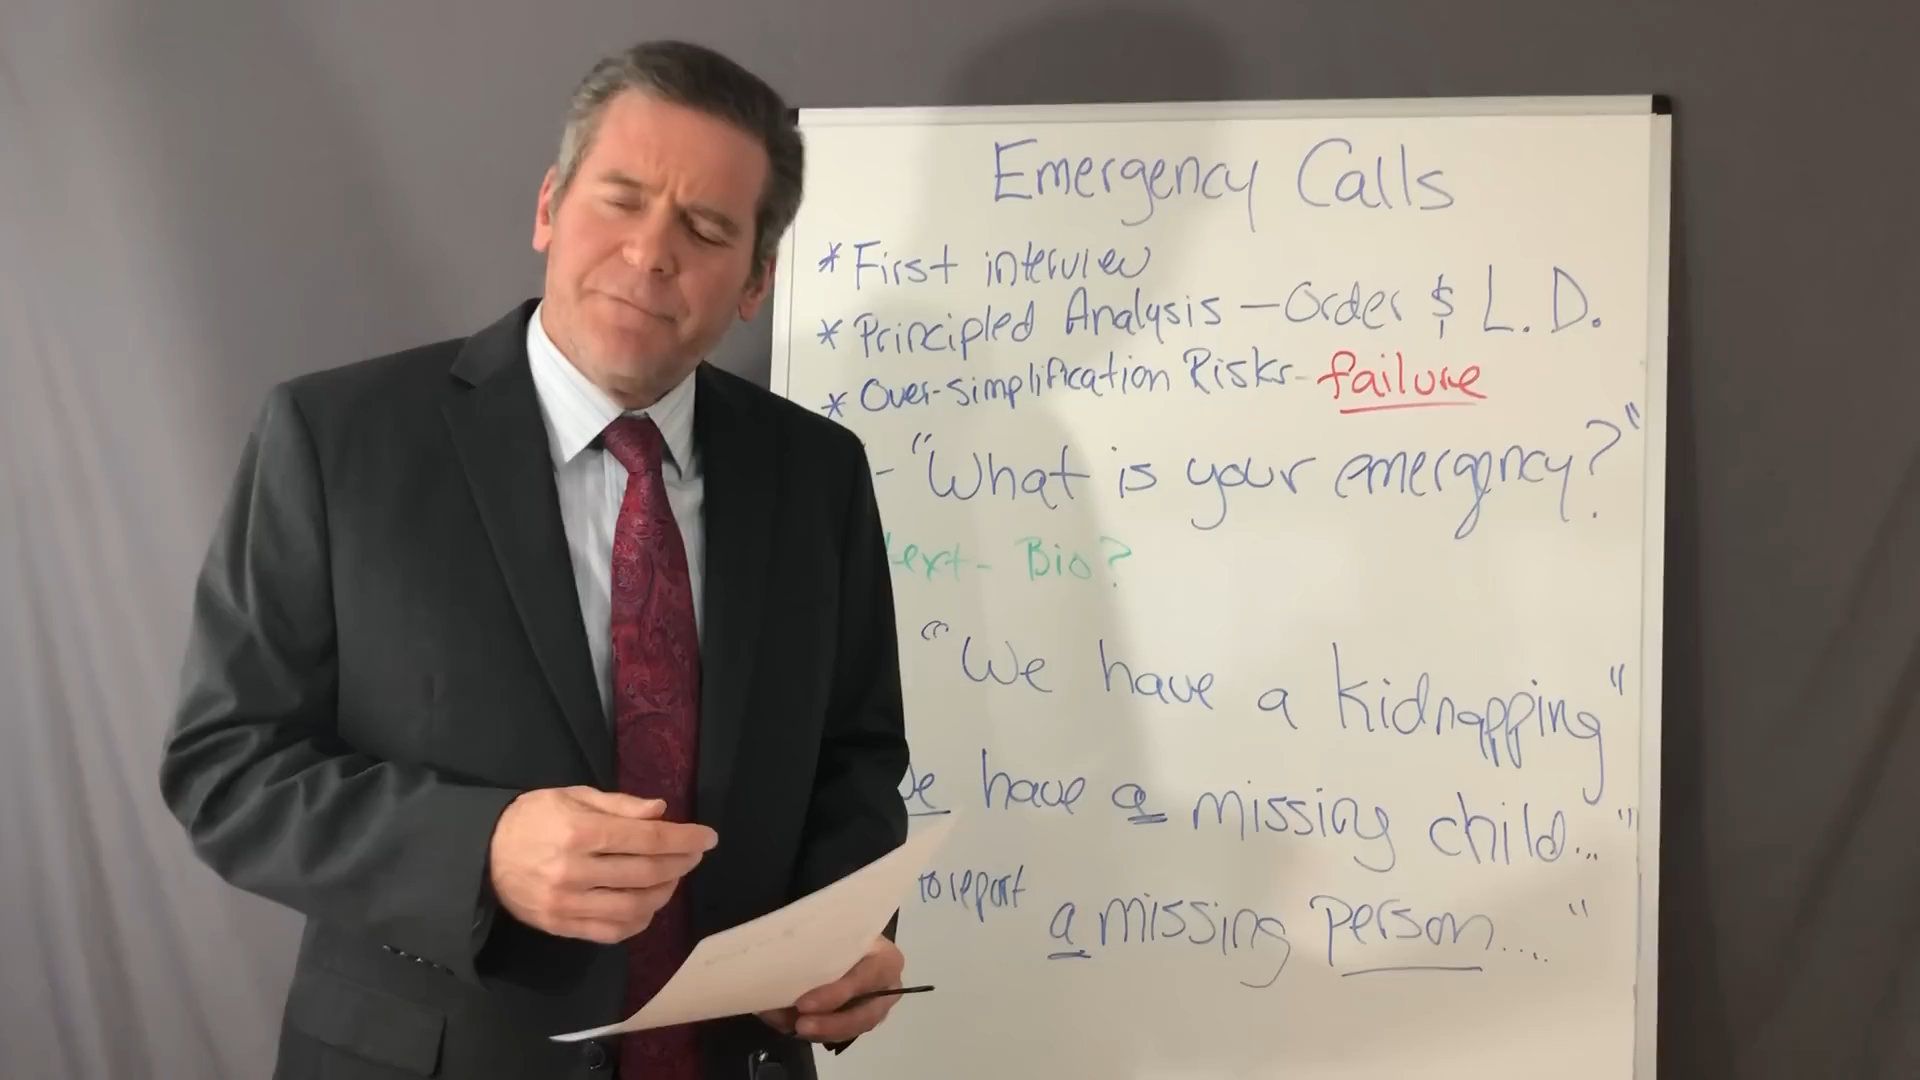 Emergency Calls
* First interview
* Principled Analysis - Order & L. D.
* Over-simplification Risks - failure
- "What is your emergency?"
text - Bio?
"We have a kidnapping"
have a missing child..."
to report a missing person...."